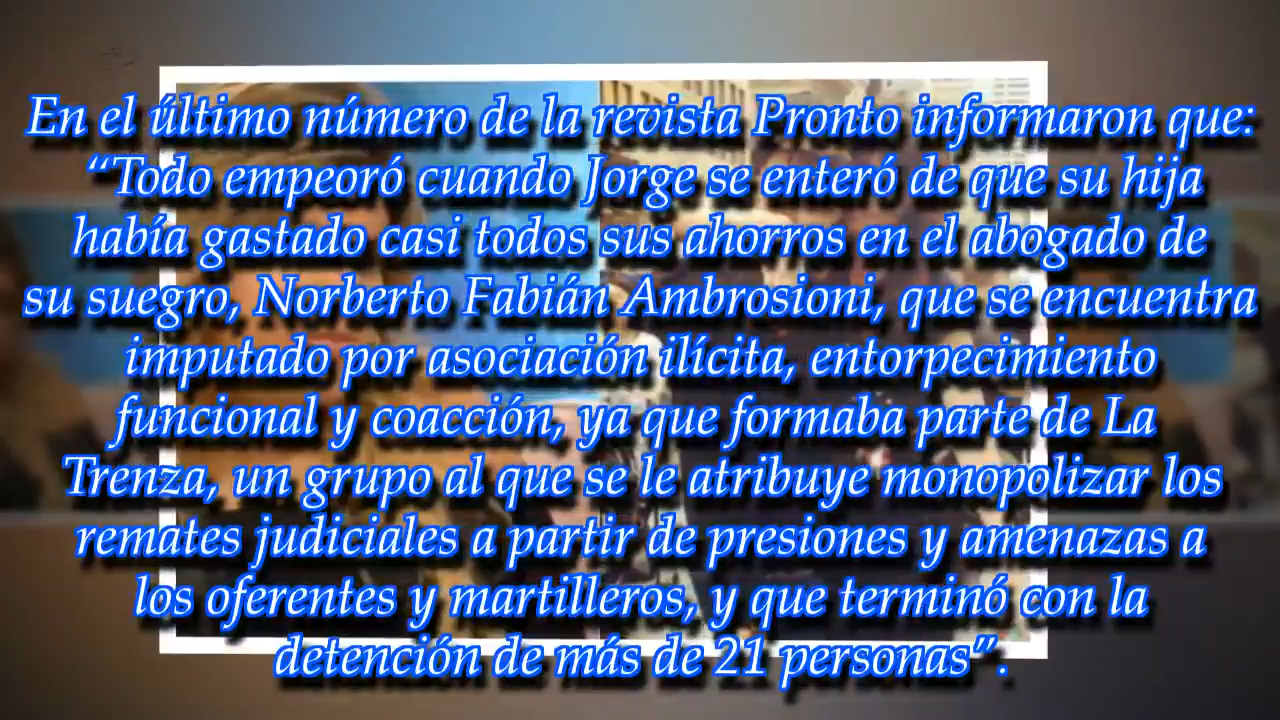 En el último número de la revista Pronto informaron que:
“Todo empeoró cuando Jorge se enteró de que su hija
había gastado casi todos sus ahorros en el abogado de
su suegro, Norberto Fabián Ambrosioni, que se encuentra
imputado por asociación ilícita, entorpecimiento
funcional y coacción, ya que formaba parte de La
Trenza, un grupo al que se le atribuye monopolizar los
remates judiciales a partir de presiones y amenazas a
los oferentes y martilleros, y que terminó con la
detención de más de 21 personas”.